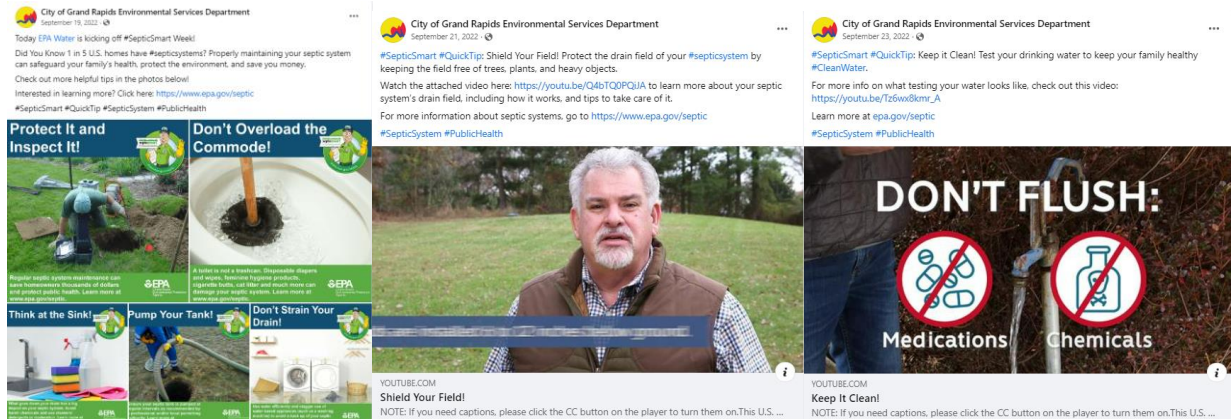 City of Grand Rapids Environmental Services Department
September 19, 2022 ·
Today EPA Water is kicking off #SepticSmart Week!
Did You Know 1 in 5 U.S. homes have #septicsystems? Properly maintaining your septic system
can safeguard your family's health, protect the environment, and save you money.
Check out more helpful tips in the photos below!
Interested in learning more? Click here: https://www.epa.gov/septic
#SepticSmart #QuickTip #SepticSystem #PublicHealth
Protect It and
Inspect It!
Regular septic system maintenance can
save homeowners thousands of dollars
and protect public health. Learn more at
www.epa.gov/septic.
EPA
Don't Overload the
Commode!
A toilet is not a trashcan. Disposable diapers
and wipes, feminine hygiene products,
cigarette butts, cat litter and much more can
damage your septic system. Learn more at
www.epa.gov/septic.
EPA
Think at the Sink!
EPA
Pump Your Tank!
EPA
Don't Strain Your
Drain!
EPA
City of Grand Rapids Environmental Services Department
September 21, 2022 ·
#SepticSmart #QuickTip: Shield Your Field! Protect the drain field of your #septicsystem by
keeping the field free of trees, plants, and heavy objects.
Watch the attached video here: https://youtu.be/Q4bTQ0PQiJA to learn more about your septic
system's drain field, including how it works, and tips to take care of it.
For more information about septic systems, go to https://www.epa.gov/septic
#SepticSystem #PublicHealth
YOUTUBE.COM
Shield Your Field!
NOTE: If you need captions, please click the CC button on the player to turn them on.This U.S. ...
City of Grand Rapids Environmental Services Department
September 23, 2022 ·
#SepticSmart #QuickTip: Keep it Clean! Test your drinking water to keep your family healthy
#CleanWater.
For more info on what testing your water looks like, check out this video:
https://youtu.be/Tz6wx8kmr_A
Learn more at epa.gov/septic
#SepticSystem #PublicHealth
DON'T FLUSH:
Medications
Chemicals
YOUTUBE.COM
Keep It Clean!
NOTE: If you need captions, please click the CC button on the player to turn them on.This U.S. ...